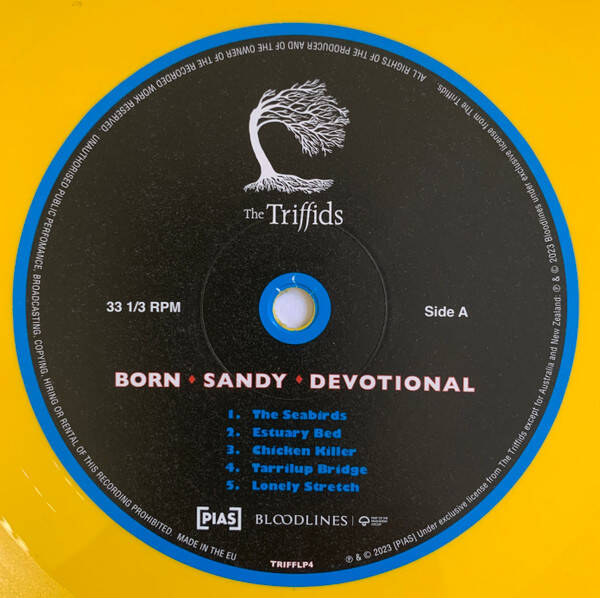 The Triffids
33 1/3 RPM
Side A
BORN ♦ SANDY ♦ DEVOTIONAL
1. The Seabirds
2. Estuary Bed
3. Chicken Killer
4. Tarrilup Bridge
5. Lonely Stretch
[PIAS]
BLOODLINES
TRIFFLP4
ALL RIGHTS OF THE PRODUCER AND OF THE OWNER OF THE RECORDED WORK RESERVED. UNAUTHORISED PUBLIC PERFOMANCE, BROADCASTING, COPYING, HIRING OR RENTAL OF THIS RECORDING PROHIBITED. MADE IN THE EU
℗ & © 2023 [PIAS] Under exclusive license from The Triffids except for Australia and New Zealand: ℗ & © 2023 Bloodlines under exclusive license from The Triffids.